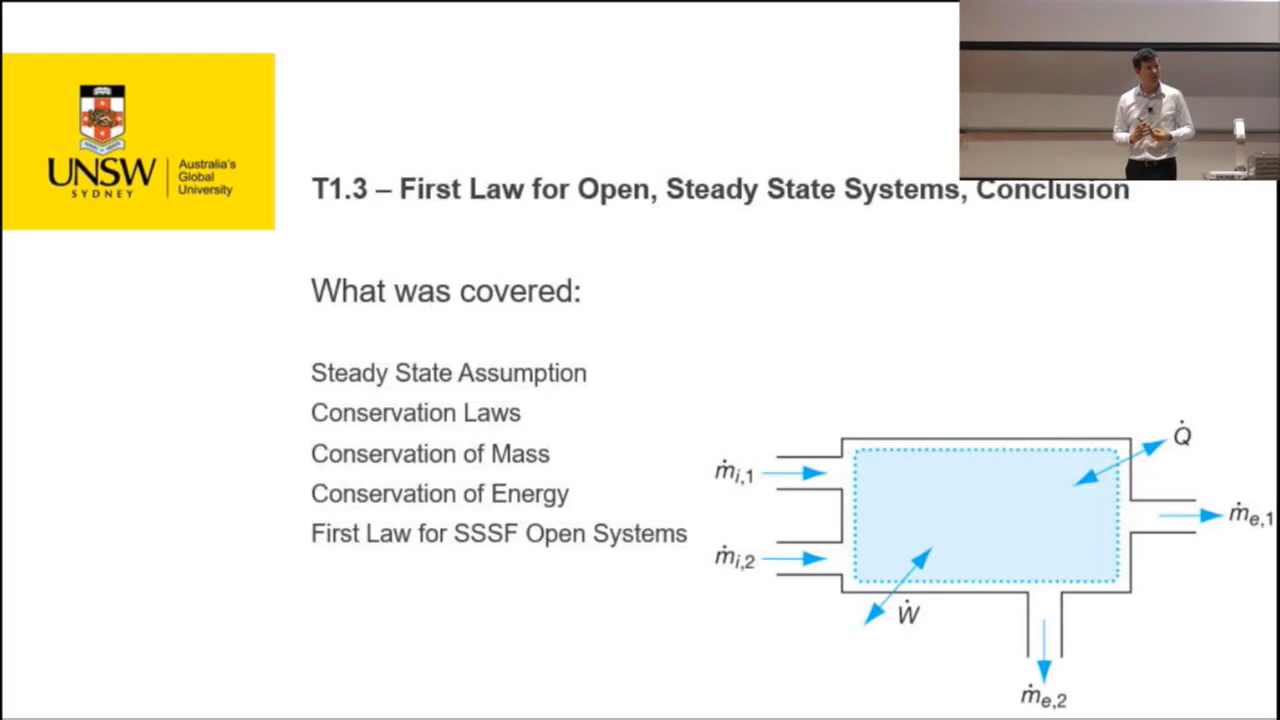 UNSW
SYDNEY
Australia's
Global
University
T1.3 – First Law for Open, Steady State Systems, Conclusion
What was covered:
Steady State Assumption
Conservation Laws
Conservation of Mass
Conservation of Energy
First Law for SSSF Open Systems
Q̇
ṁi,1
ṁe,1
ṁi,2
Ẇ
ṁe,2